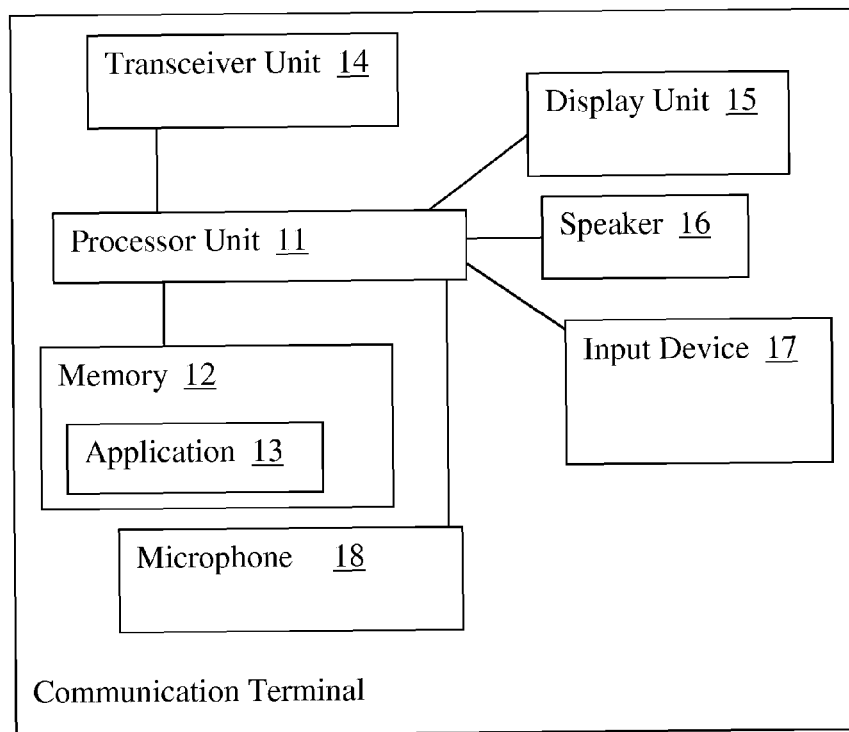 Transceiver Unit 14
Display Unit 15
Processor Unit 11
Speaker 16
Input Device 17
Memory 12
Application 13
Microphone 18
Communication Terminal